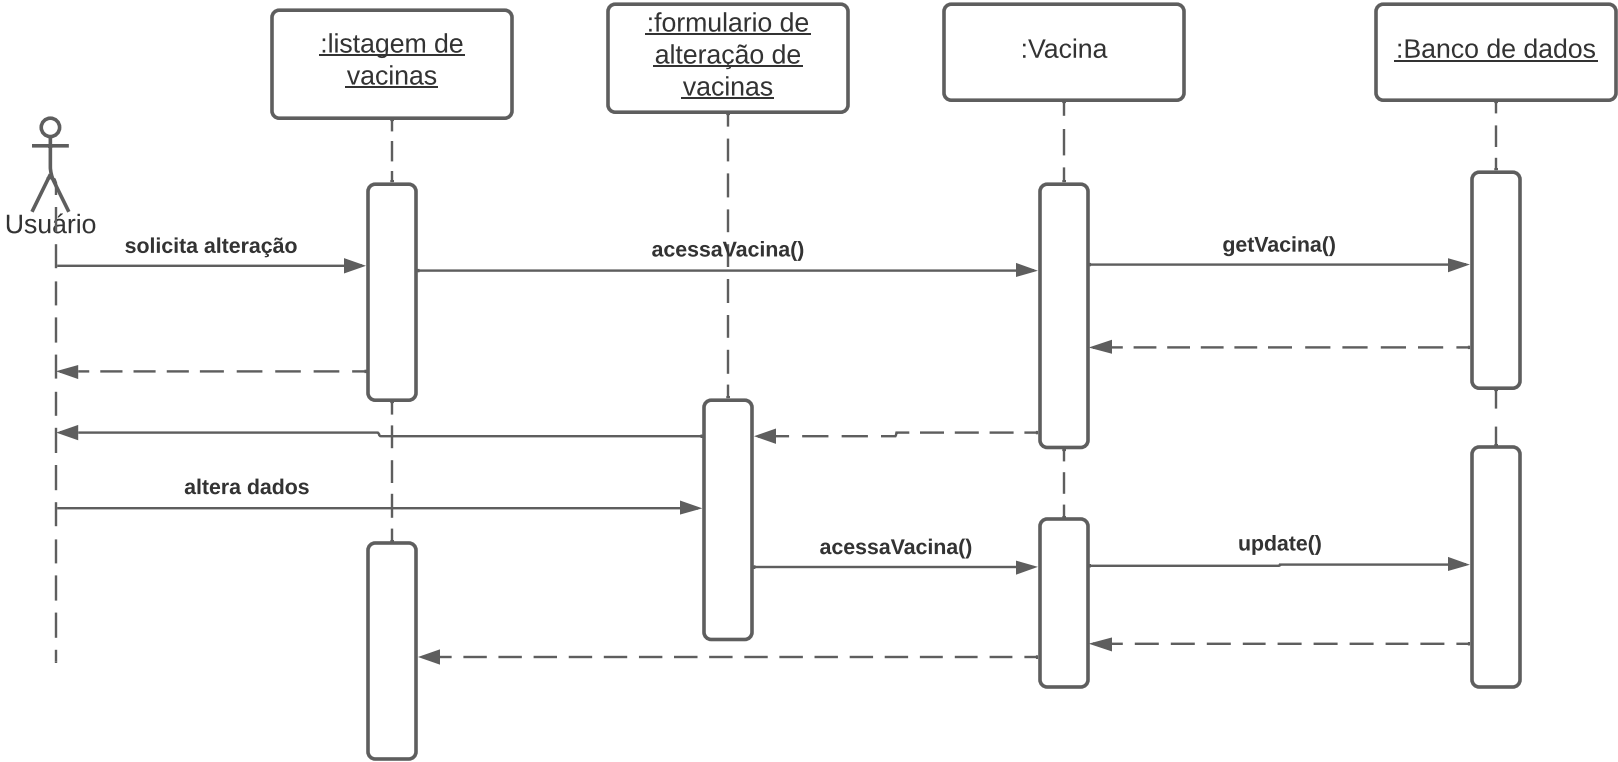 :listagem de
vacinas
:formulario de
alteração de
vacinas
:Vacina
:Banco de dados
Usuário
solicita alteração
acessaVacina()
getVacina()
altera dados
acessaVacina()
update()